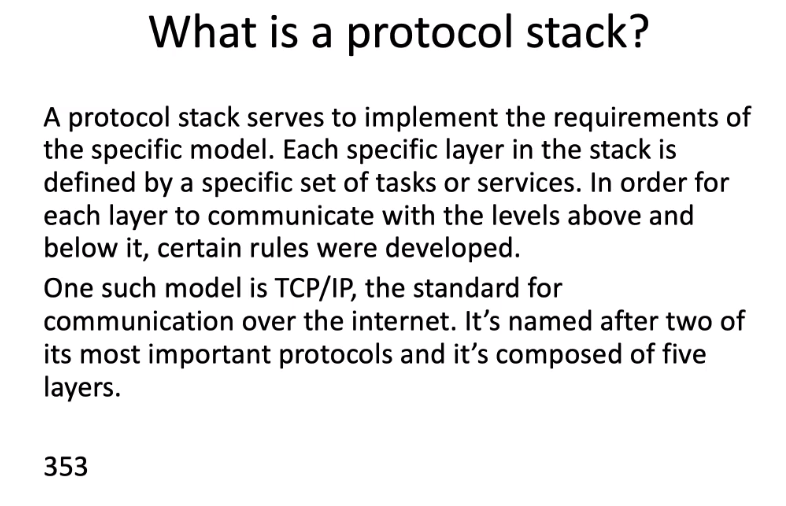 What is a protocol stack?
A protocol stack serves to implement the requirements of
the specific model. Each specific layer in the stack is
defined by a specific set of tasks or services. In order for
each layer to communicate with the levels above and
below it, certain rules were developed.
One such model is TCP/IP, the standard for
communication over the internet. It’s named after two of
its most important protocols and it’s composed of five
layers.
353